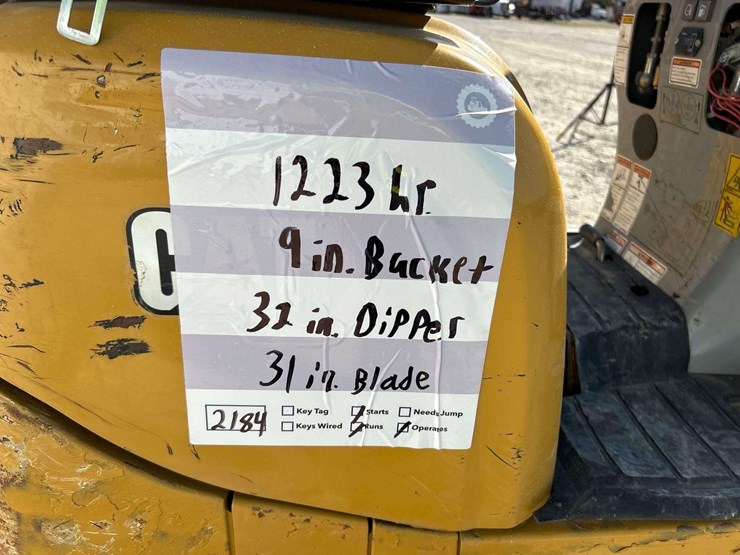 1223 hr.
9 in. Bucket
32 in. Dipper
31 in. Blade
2184
Key Tag Starts Needs Jump
Keys Wired Runs Operates
C